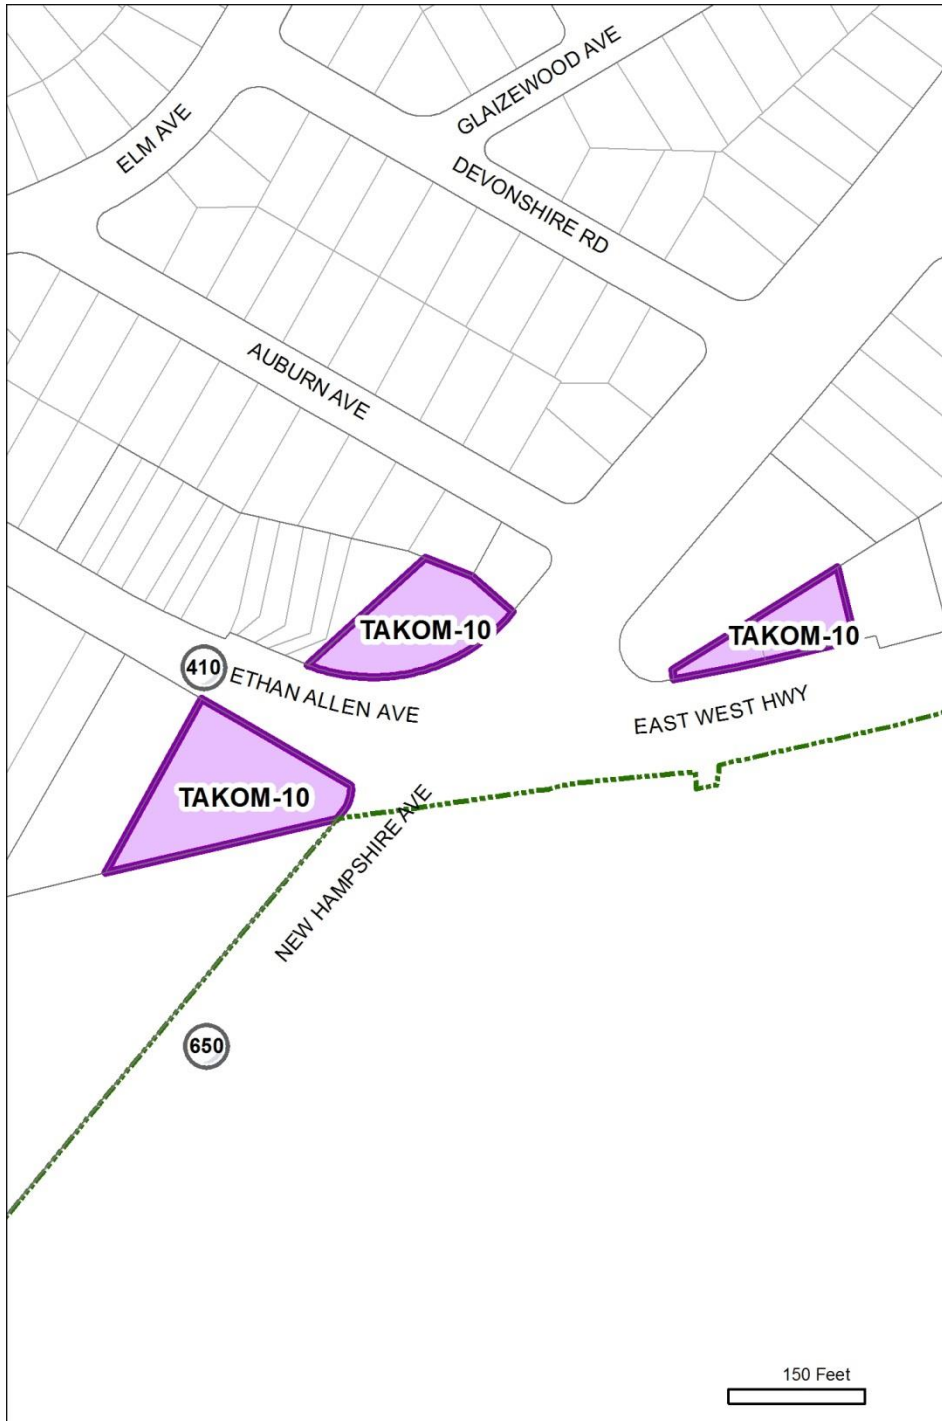 GLAIZEWOOD AVE
ELM AVE
DEVONSHIRE RD
AUBURN AVE
TAKOM-10
TAKOM-10
410
ETHAN ALLEN AVE
EAST WEST HWY
TAKOM-10
NEW HAMPSHIRE AVE
650
150 Feet